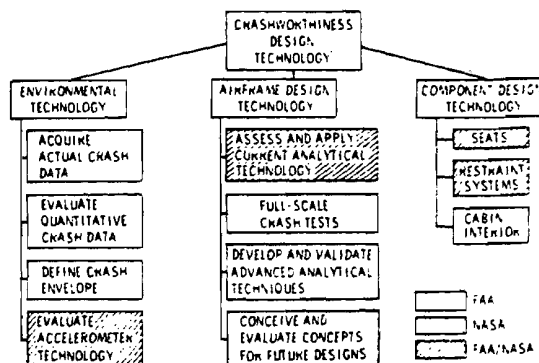 CRASHWORTHINESS
DESIGN
TECHNOLOGY
ENVIRONMENTAL
TECHNOLOGY
AIRFRAME DESIGN
TECHNOLOGY
COMPONENT DESIGN
TECHNOLOGY
ACQUIRE
ACTUAL CRASH
DATA
EVALUATE
QUANTITATIVE
CRASH DATA
DEFINE CRASH
ENVELOPE
EVALUATE
ACCELEROMETER
TECHNOLOGY
ASSESS AND APPLY
CURRENT ANALYTICAL
TECHNOLOGY
FULL-SCALE
CRASH TESTS
DEVELOP AND VALIDATE
ADVANCED ANALYTICAL
TECHNIQUES
CONCEIVE AND
EVALUATE CONCEPTS
FOR FUTURE DESIGNS
SEATS
RESTRAINT
SYSTEMS
CABIN
INTERIOR
FAA
NASA
FAA/NASA